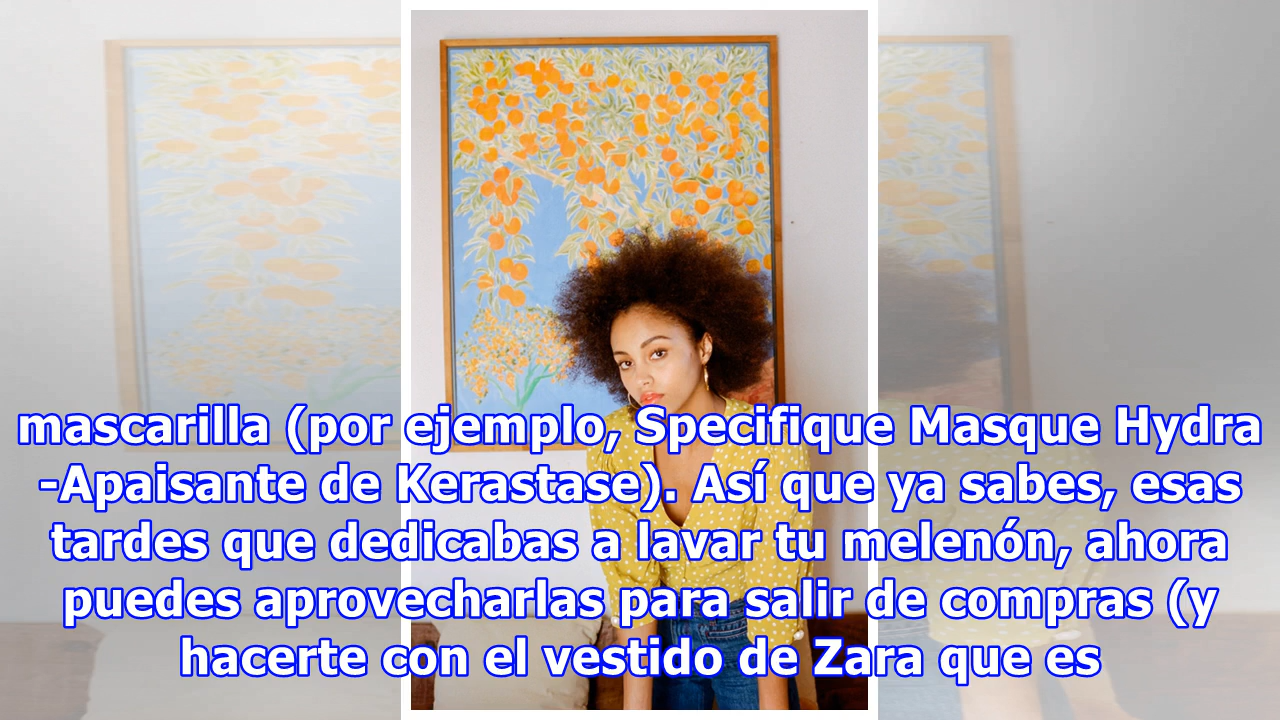 mascarilla (por ejemplo, Specifique Masque Hydra
-Apaisante de Kerastase). Así que ya sabes, esas
tardes que dedicabas a lavar tu melenón, ahora
puedes aprovecharlas para salir de compras (y
hacerte con el vestido de Zara que es